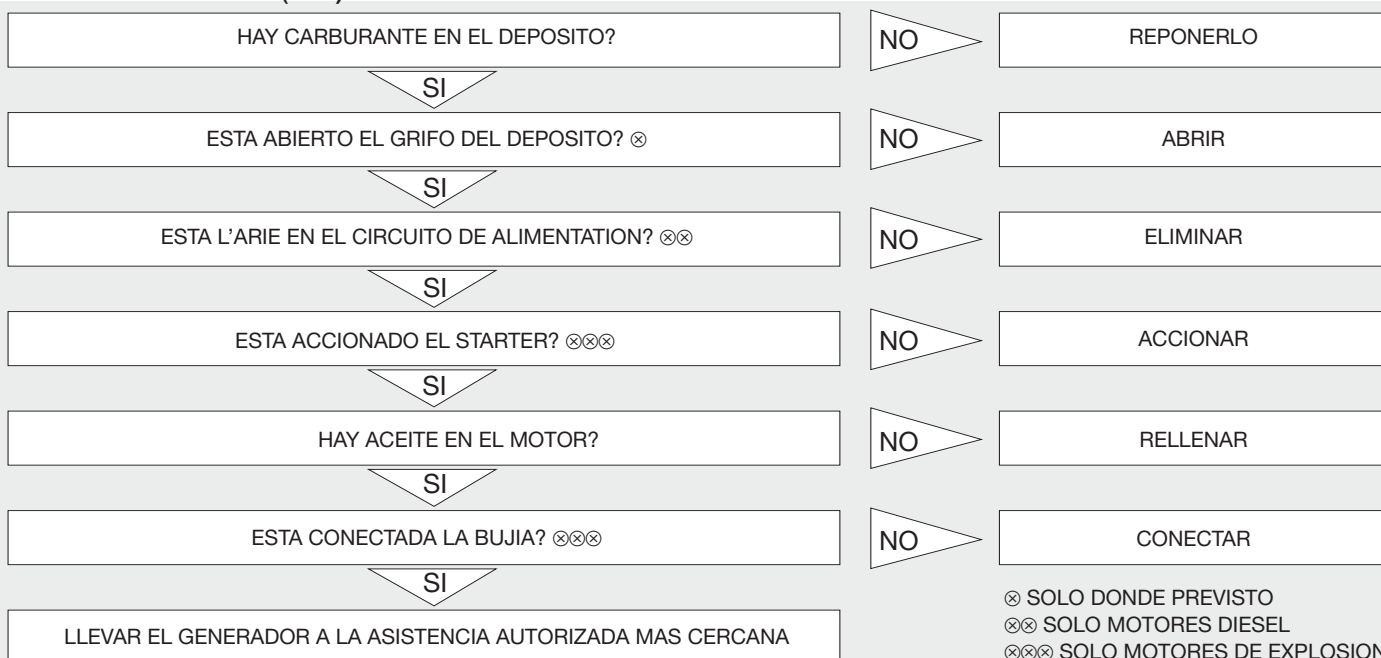 HAY CARBURANTE EN EL DEPOSITO?
NO
REPONERLO
SI
ESTA ABIERTO EL GRIFO DEL DEPOSITO? ⊗
NO
ABRIR
SI
ESTA L’ARIE EN EL CIRCUITO DE ALIMENTATION? ⊗⊗
NO
ELIMINAR
SI
ESTA ACCIONADO EL STARTER? ⊗⊗⊗
NO
ACCIONAR
SI
HAY ACEITE EN EL MOTOR?
NO
RELLENAR
SI
ESTA CONECTADA LA BUJIA? ⊗⊗⊗
NO
CONECTAR
SI
LLEVAR EL GENERADOR A LA ASISTENCIA AUTORIZADA MAS CERCANA
⊗ SOLO DONDE PREVISTO
⊗⊗ SOLO MOTORES DIESEL
⊗⊗⊗ SOLO MOTORES DE EXPLOSION